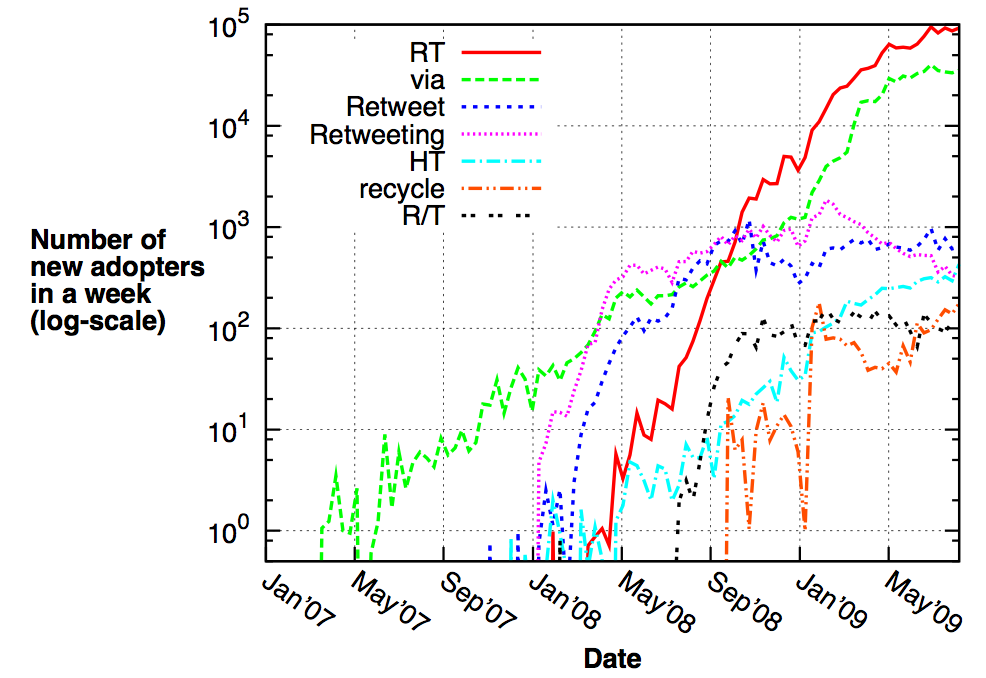 10^5
10^4
10^3
10^2
10^1
10^0
RT
via
Retweet
Retweeting
HT
recycle
R/T
Number of
new adopters
in a week
(log-scale)
Jan'07
May'07
Sep'07
Jan'08
May'08
Sep'08
Jan'09
May'09
Date